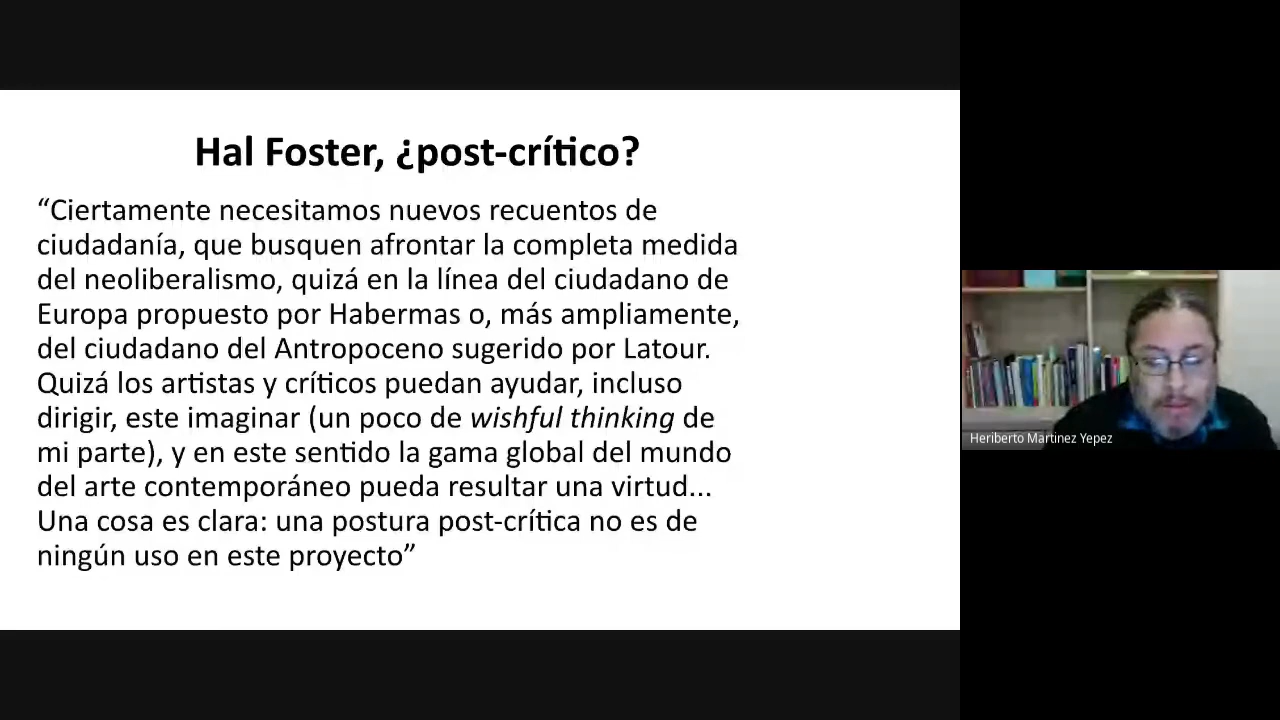 Hal Foster, ¿post-crítico?
“Ciertamente necesitamos nuevos recuentos de
ciudadanía, que busquen afrontar la completa medida
del neoliberalismo, quizá en la línea del ciudadano de
Europa propuesto por Habermas o, más ampliamente,
del ciudadano del Antropoceno sugerido por Latour.
Quizá los artistas y críticos puedan ayudar, incluso
dirigir, este imaginar (un poco de wishful thinking de
mi parte), y en este sentido la gama global del mundo
del arte contemporáneo pueda resultar una virtud...
Una cosa es clara: una postura post-crítica no es de
ningún uso en este proyecto”
Heriberto Martinez Yepez